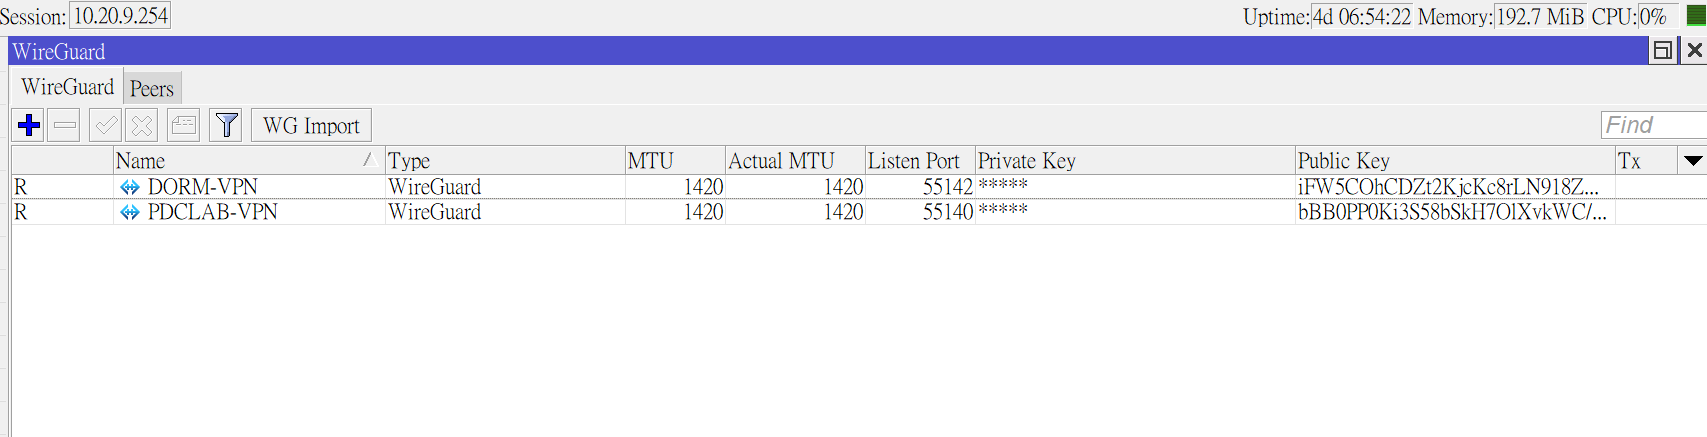 Session: 10.20.9.254 Uptime: 4d 06:54:22 Memory: 192.7 MiB CPU: 0%
WireGuard
WireGuard Peers
WG Import Find
Name Type MTU Actual MTU Listen Port Private Key Public Key Tx
R DORM-VPN WireGuard 1420 1420 55142 ***** iFW5COhCDZt2KjcKc8rLN918Z...
R PDCLAB-VPN WireGuard 1420 1420 55140 ***** bBB0PP0Ki3S58bSkH7OlXvkWC/...